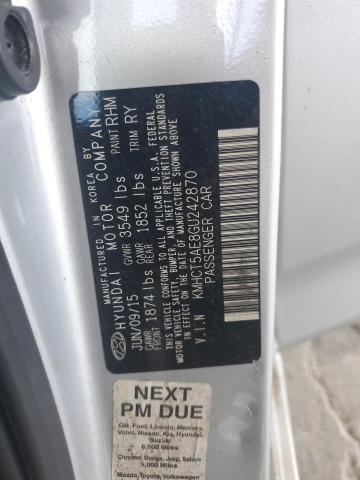 MANUFACTURED IN KOREA BY
HYUNDAI MOTOR COMPANY
JUN/09/15 GVWR 3549 lbs PAINT RHM
GAWR FRONT 1874 lbs GAWR REAR 1852 lbs TRIM RY
THIS VEHICLE CONFORMS TO ALL APPLICABLE U.S.A. FEDERAL
MOTOR VEHICLE SAFETY, BUMPER, AND THEFT PREVENTION STANDARDS
IN EFFECT ON THE DATE OF MANUFACTURE SHOWN ABOVE
V.I.N KMHCT5AE8GU242870
PASSENGER CAR
NEXT
PM DUE
GM, Ford, Lincoln, Mercury,
Volvo, Nissan, Kia, Hyundai,
Suzuki
6,500 Miles
Chrysler, Dodge, Jeep, Saturn
5,000 Miles
Mazda, Toyota, Volkswagen